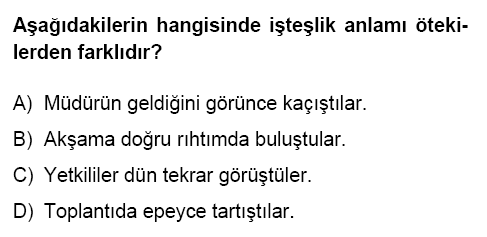 Aşağıdakilerin hangisinde işteşlik anlamı öteki-
lerden farklıdır?
A) Müdürün geldiğini görünce kaçıştılar.
B) Akşama doğru rıhtımda buluştular.
C) Yetkililer dün tekrar görüştüler.
D) Toplantıda epeyce tartıştılar.